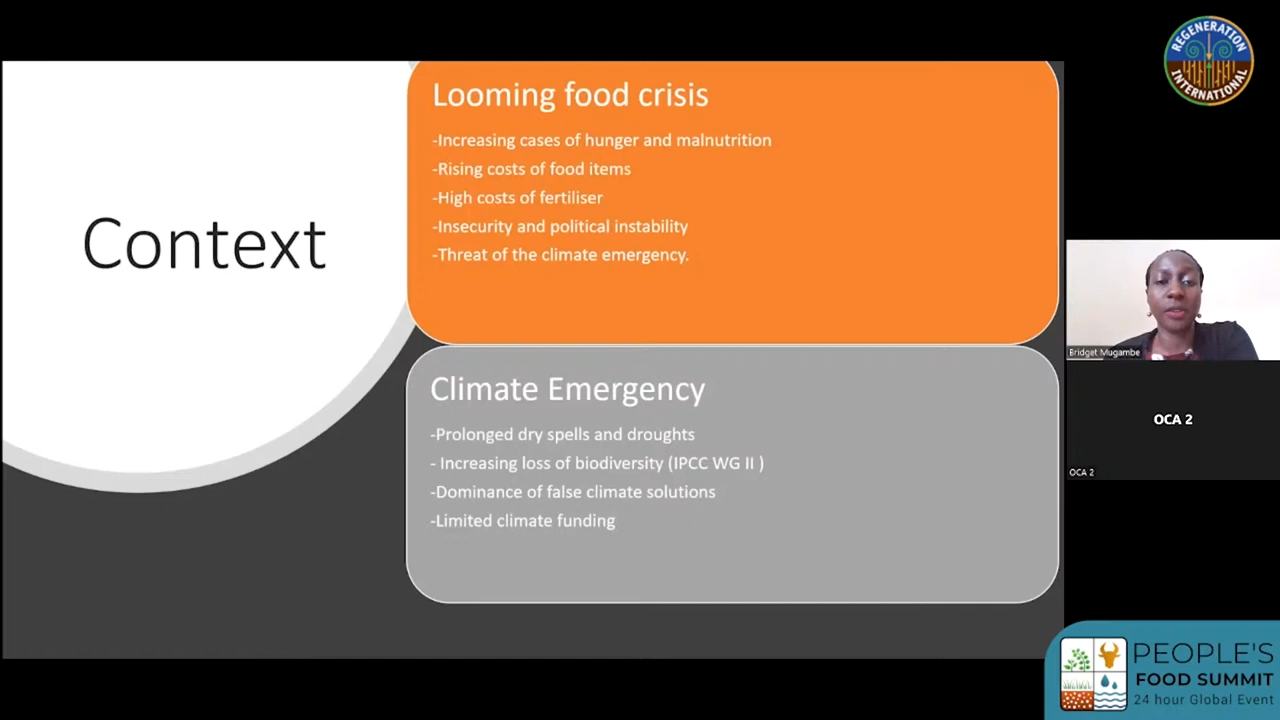 REGENERATION
INTERNATIONAL
Context
Looming food crisis
-Increasing cases of hunger and malnutrition
-Rising costs of food items
-High costs of fertiliser
-Insecurity and political instability
-Threat of the climate emergency.
Climate Emergency
-Prolonged dry spells and droughts
- Increasing loss of biodiversity (IPCC WG II )
-Dominance of false climate solutions
-Limited climate funding
Bridget Mugambe
OCA 2
OCA 2
PEOPLE'S
FOOD SUMMIT
24 hour Global Event